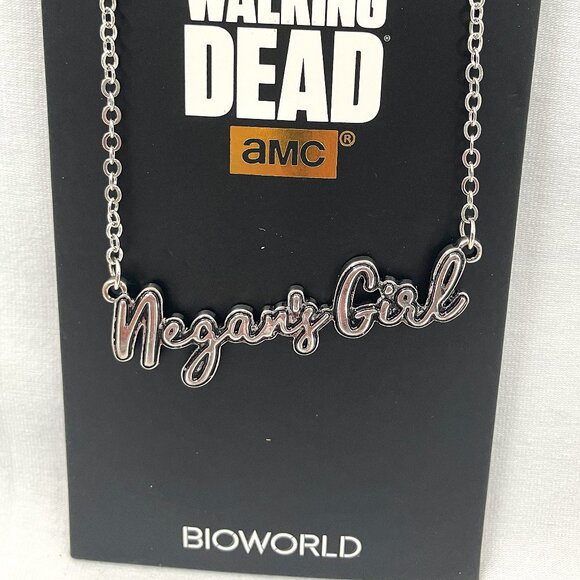 WALKING
DEAD®
aMC®
Negan's Girl
BIOWORLD